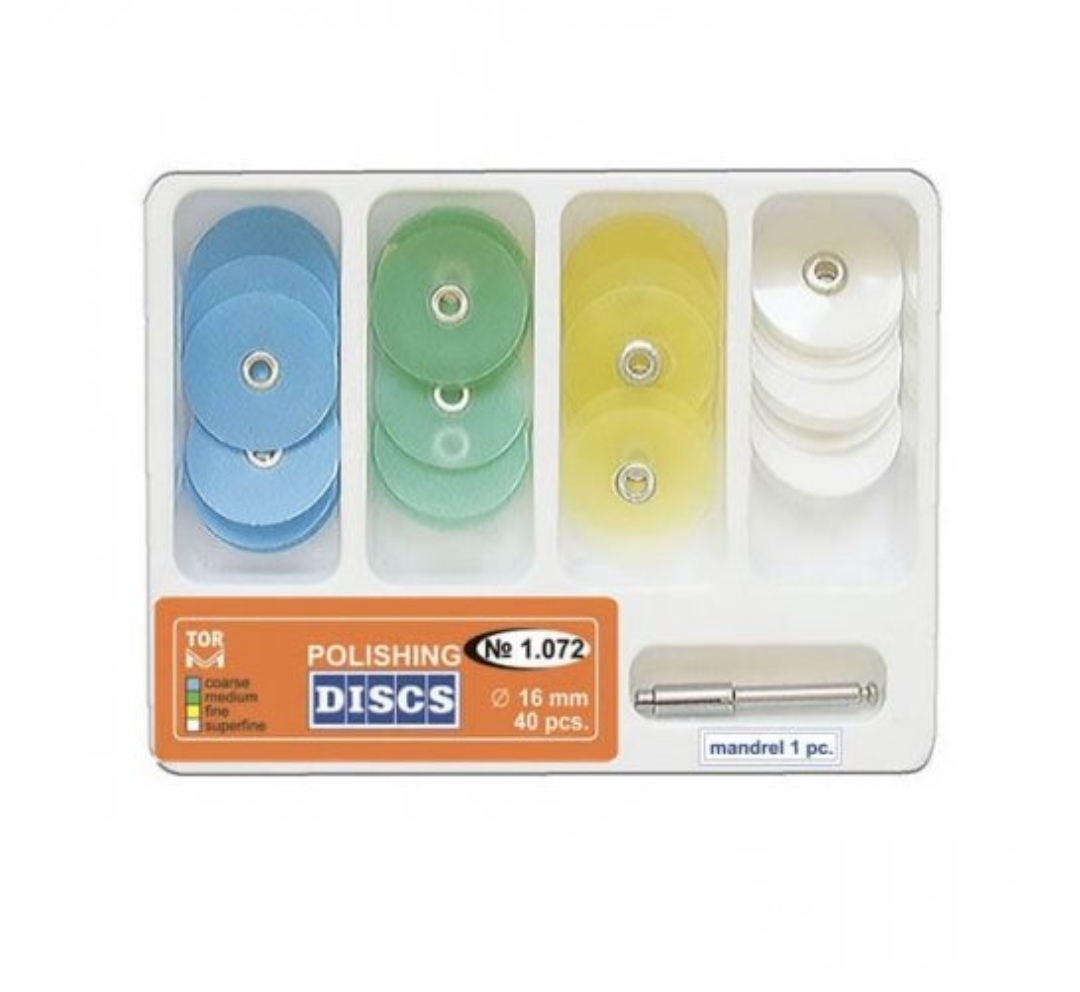 TOR
POLISHING
№ 1.072
DISCS
coarse
medium
fine
superfine
Ø 16 mm
40 pcs.
mandrel 1 pc.